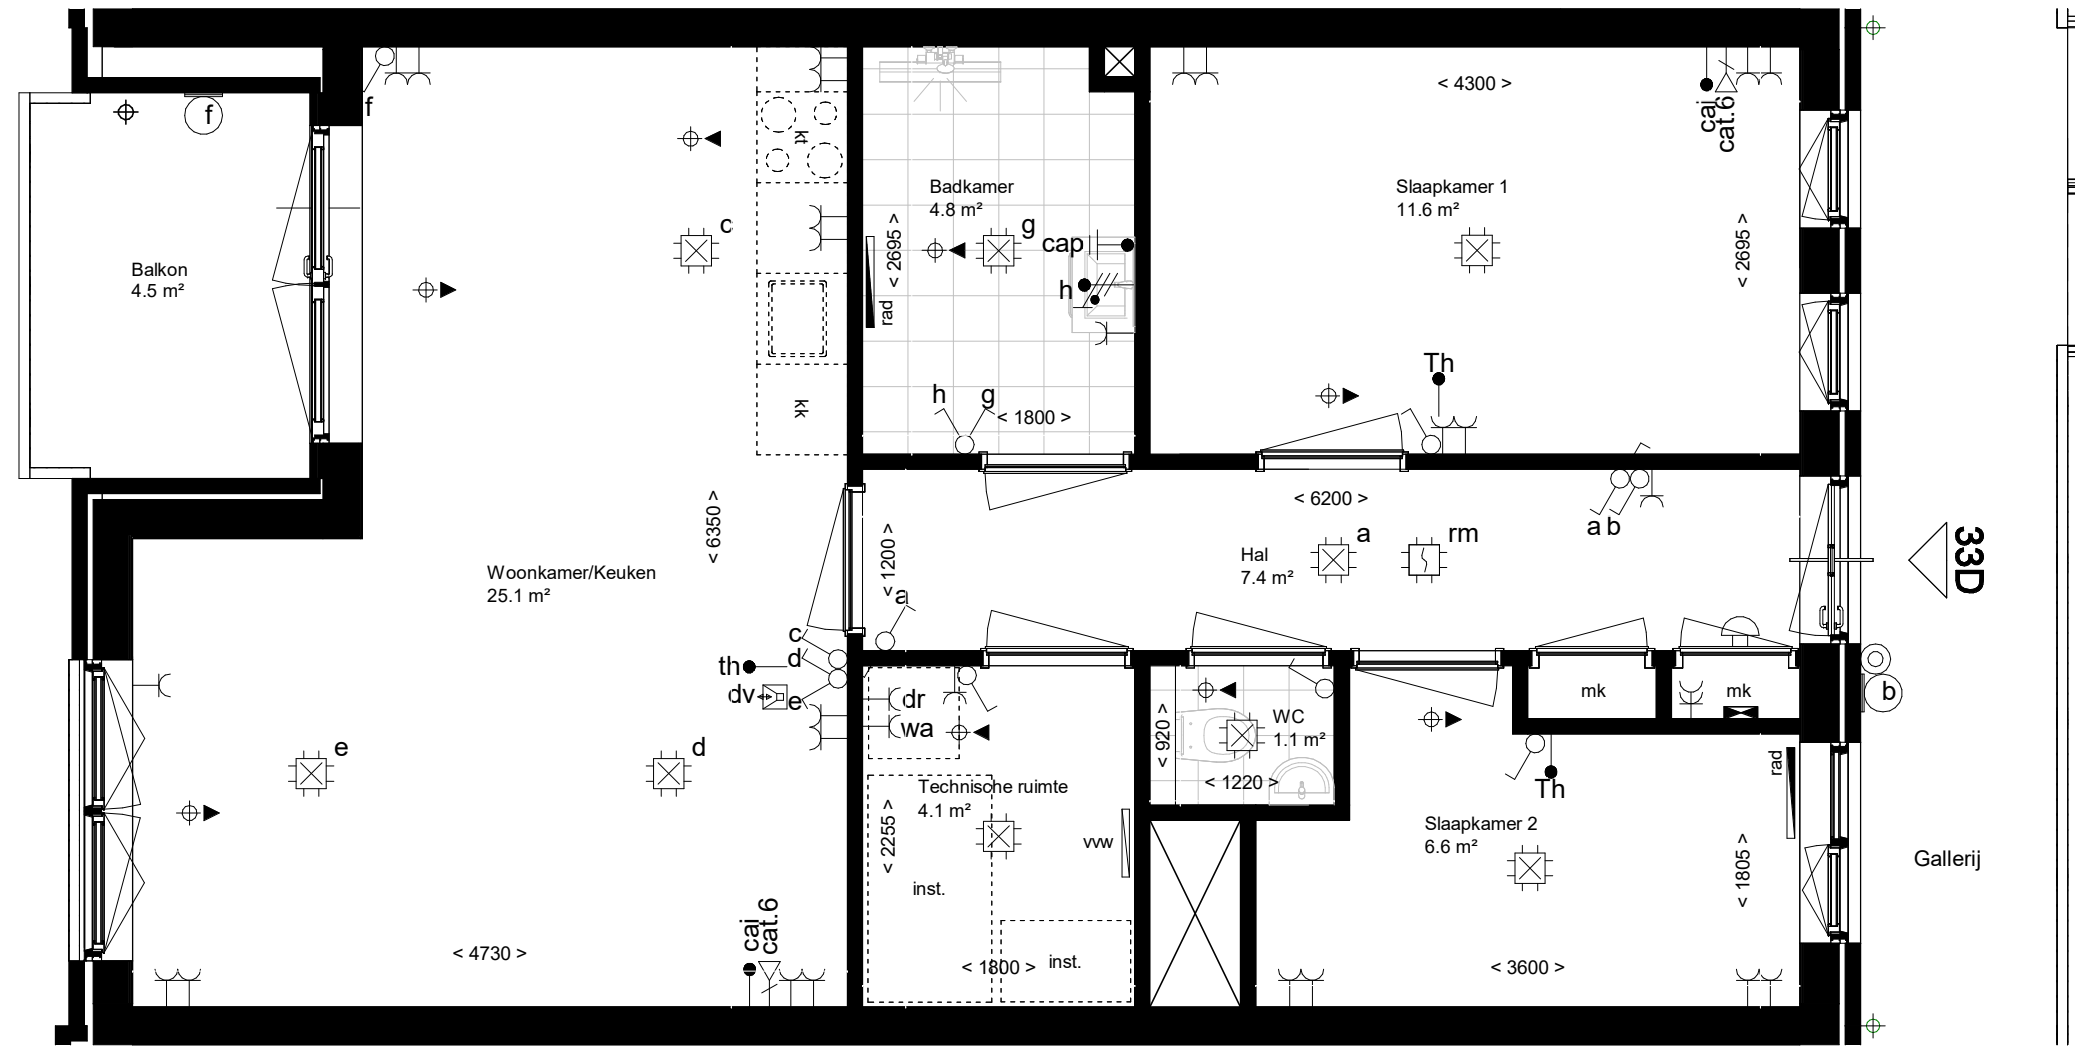 f
f
kt
< 4300 >
caj
cat.6
Badkamer
4.8 m²
Slaapkamer 1
11.6 m²
c
g
cap
< 2695 >
< 2695 >
Balkon
4.5 m²
h
rad
Th
h
g
< 1800 >
kk
< 6200 >
a b
< 6350 >
< 1200 >
Hal
7.4 m²
a
rm
33D
Woonkamer/Keuken
25.1 m²
a
c
d
th
dv
e
dr
wa
mk
mk
b
WC
1.1 m²
< 920 >
< 1220 >
e
d
rad
Th
Technische ruimte
4.1 m²
< 2255 >
vvw
Slaapkamer 2
6.6 m²
< 1805 >
Gallerij
inst.
caj
cat.6
< 4730 >
< 1800 >
inst.
< 3600 >